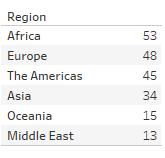 Region
Africa 53
Europe 48
The Americas 45
Asia 34
Oceania 15
Middle East 13